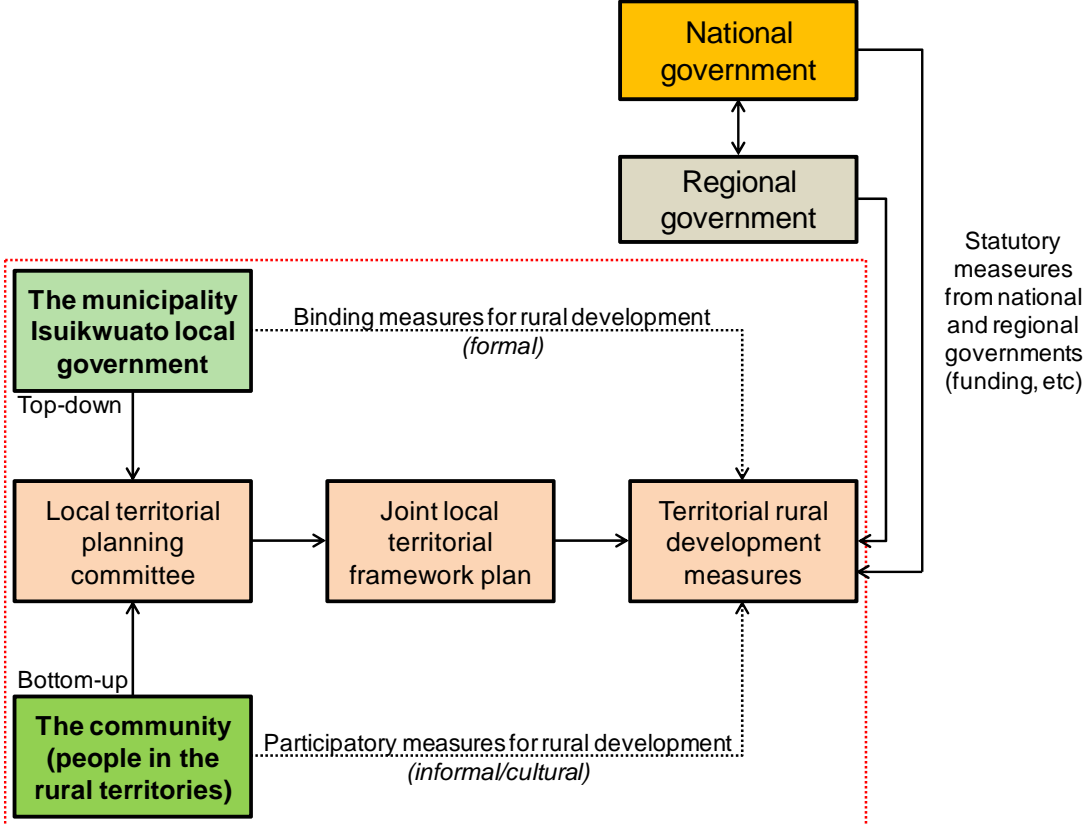 National
government
Regional
government
Statutory
measeures
from national
and regional
governments
(funding, etc)
The municipality
Isuikwuato local
government
Binding measures for rural development
(formal)
Top-down
Local territorial
planning
committee
Joint local
territorial
framework plan
Territorial rural
development
measures
Bottom-up
The community
(people in the
rural territories)
Participatory measures for rural development
(informal/cultural)